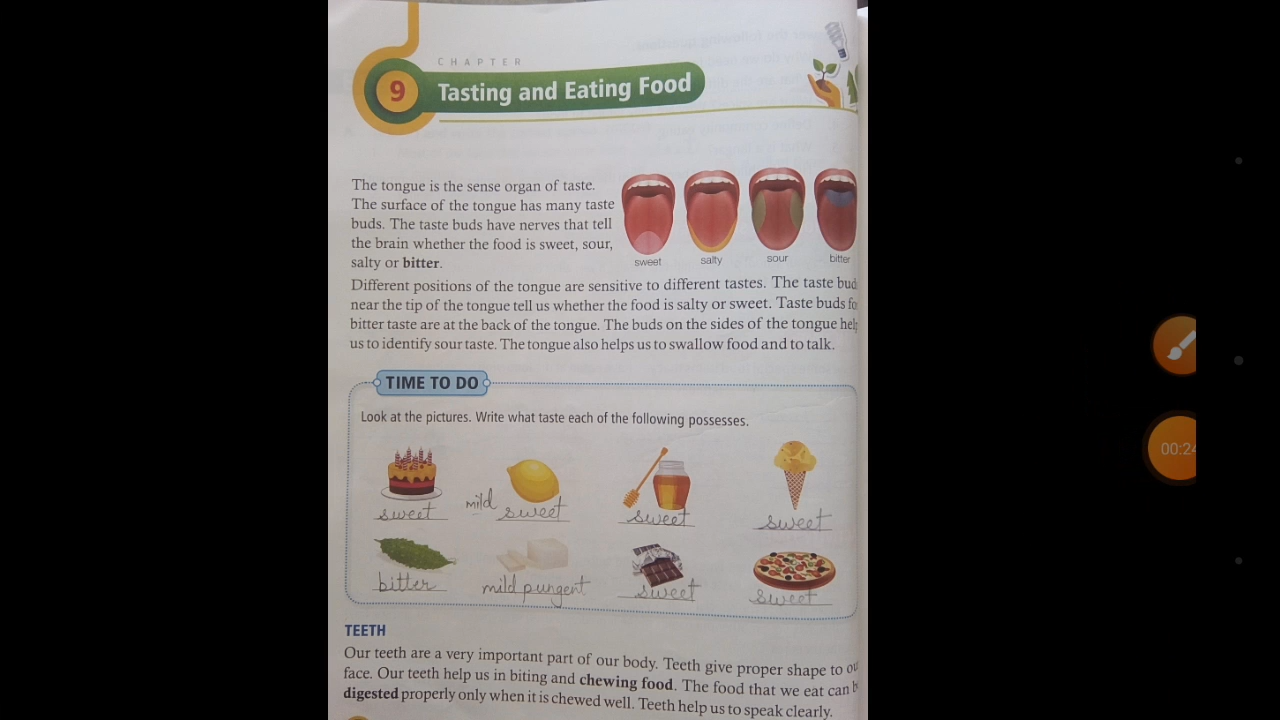 CHAPTER
9 Tasting and Eating Food
The tongue is the sense organ of taste.
The surface of the tongue has many taste
buds. The taste buds have nerves that tell
the brain whether the food is sweet, sour,
salty or bitter.
sweet salty sour bitter
Different positions of the tongue are sensitive to different tastes. The taste bud
near the tip of the tongue tell us whether the food is salty or sweet. Taste buds fo
bitter taste are at the back of the tongue. The buds on the sides of the tongue hel
us to identify sour taste. The tongue also helps us to swallow food and to talk.
TIME TO DO
Look at the pictures. Write what taste each of the following possesses.
sweet mild sweet sweet sweet
bitter mild pungent sweet sweet
TEETH
Our teeth are a very important part of our body. Teeth give proper shape to ou
face. Our teeth help us in biting and chewing food. The food that we eat can b
digested properly only when it is chewed well. Teeth help us to speak clearly.
00:24